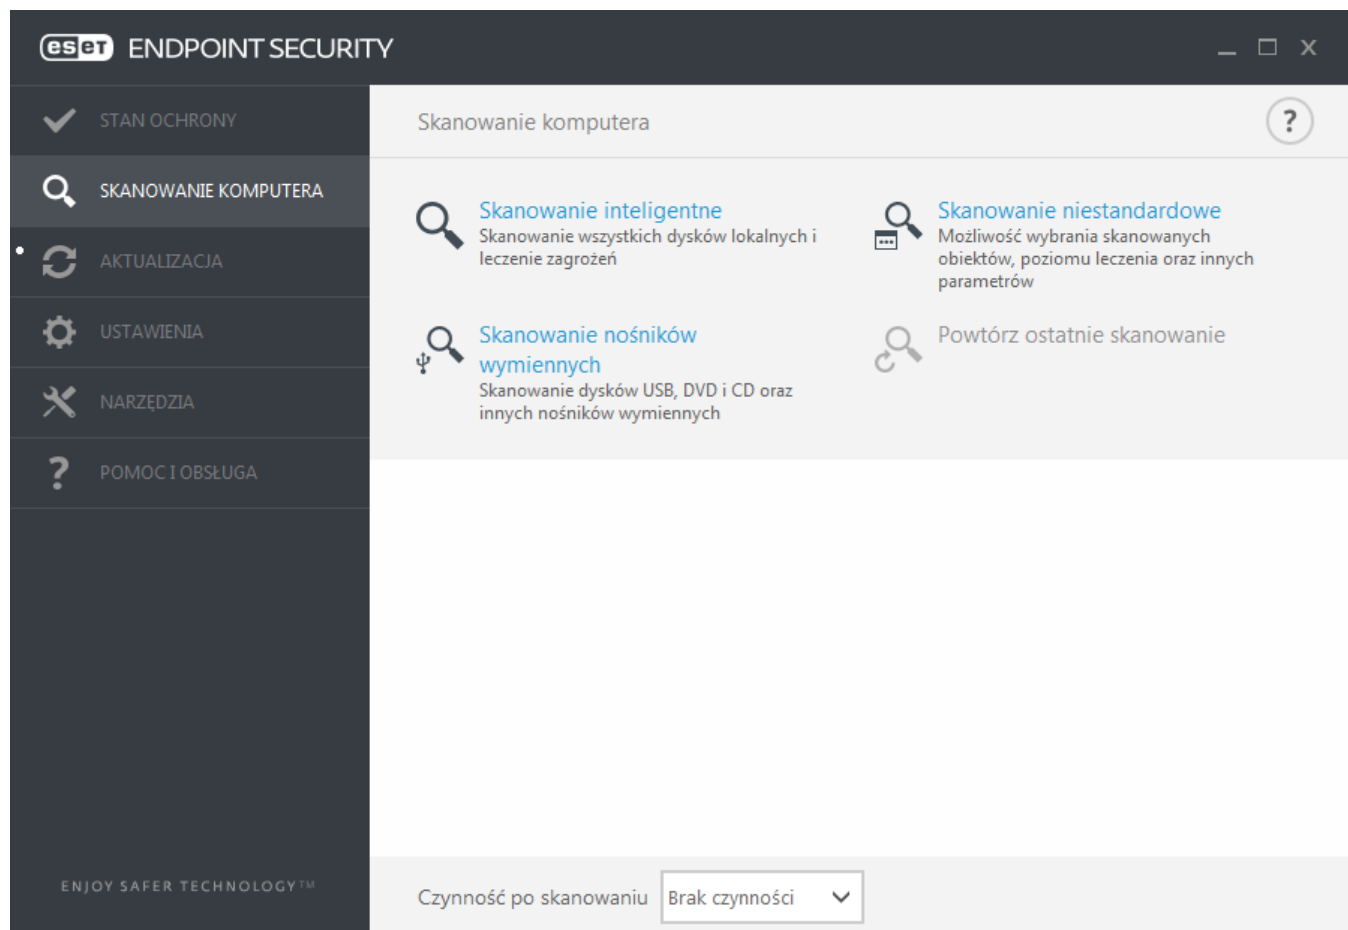 eset ENDPOINT SECURITY
STAN OCHRONY
SKANOWANIE KOMPUTERA
AKTUALIZACJA
USTAWIENIA
NARZĘDZIA
POMOC I OBSŁUGA
ENJOY SAFER TECHNOLOGY™
Skanowanie komputera
?
Skanowanie inteligentne
Skanowanie wszystkich dysków lokalnych i
leczenie zagrożeń
Skanowanie niestandardowe
Możliwość wybrania skanowanych
obiektów, poziomu leczenia oraz innych
parametrów
Skanowanie nośników
wymiennych
Skanowanie dysków USB, DVD i CD oraz
innych nośników wymiennych
Powtórz ostatnie skanowanie
Czynność po skanowaniu Brak czynności